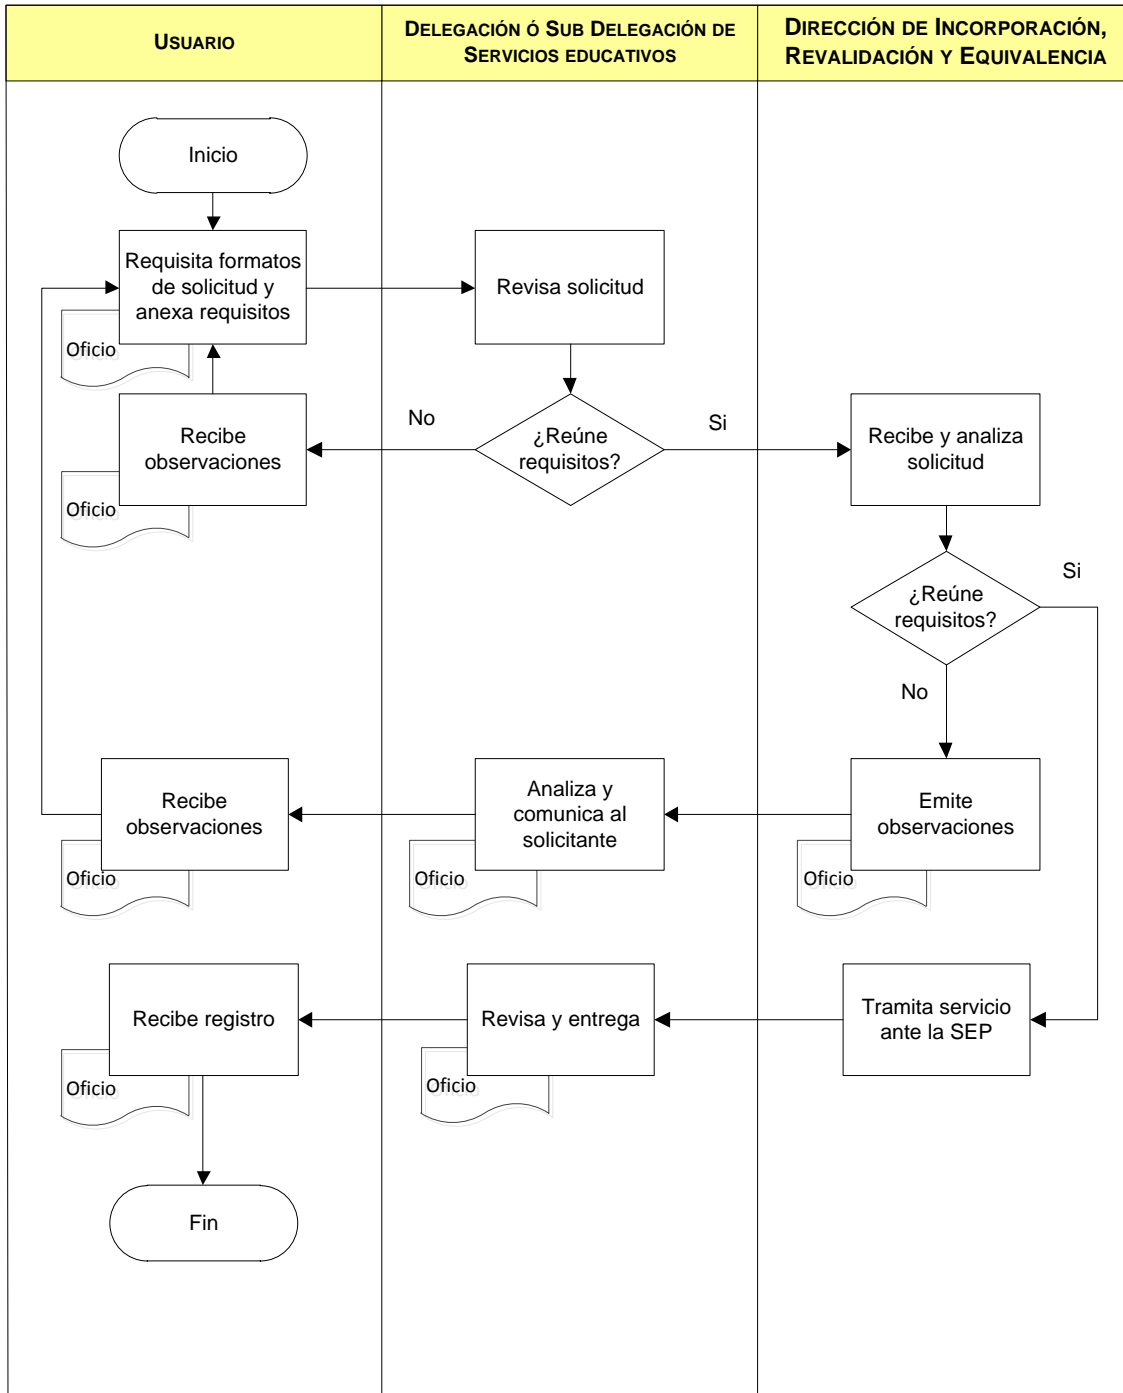 USUARIO
DELEGACIÓN Ó SUB DELEGACIÓN DE
SERVICIOS EDUCATIVOS
DIRECCIÓN DE INCORPORACIÓN,
REVALIDACIÓN Y EQUIVALENCIA
Inicio
Requisita formatos
de solicitud y
anexa requisitos
Oficio
Revisa solicitud
Recibe
observaciones
Oficio
No
¿Reúne
requisitos?
Si
Recibe y analiza
solicitud
¿Reúne
requisitos?
Si
No
Recibe
observaciones
Oficio
Analiza y
comunica al
solicitante
Oficio
Emite
observaciones
Oficio
Recibe registro
Oficio
Revisa y entrega
Oficio
Tramita servicio
ante la SEP
Fin